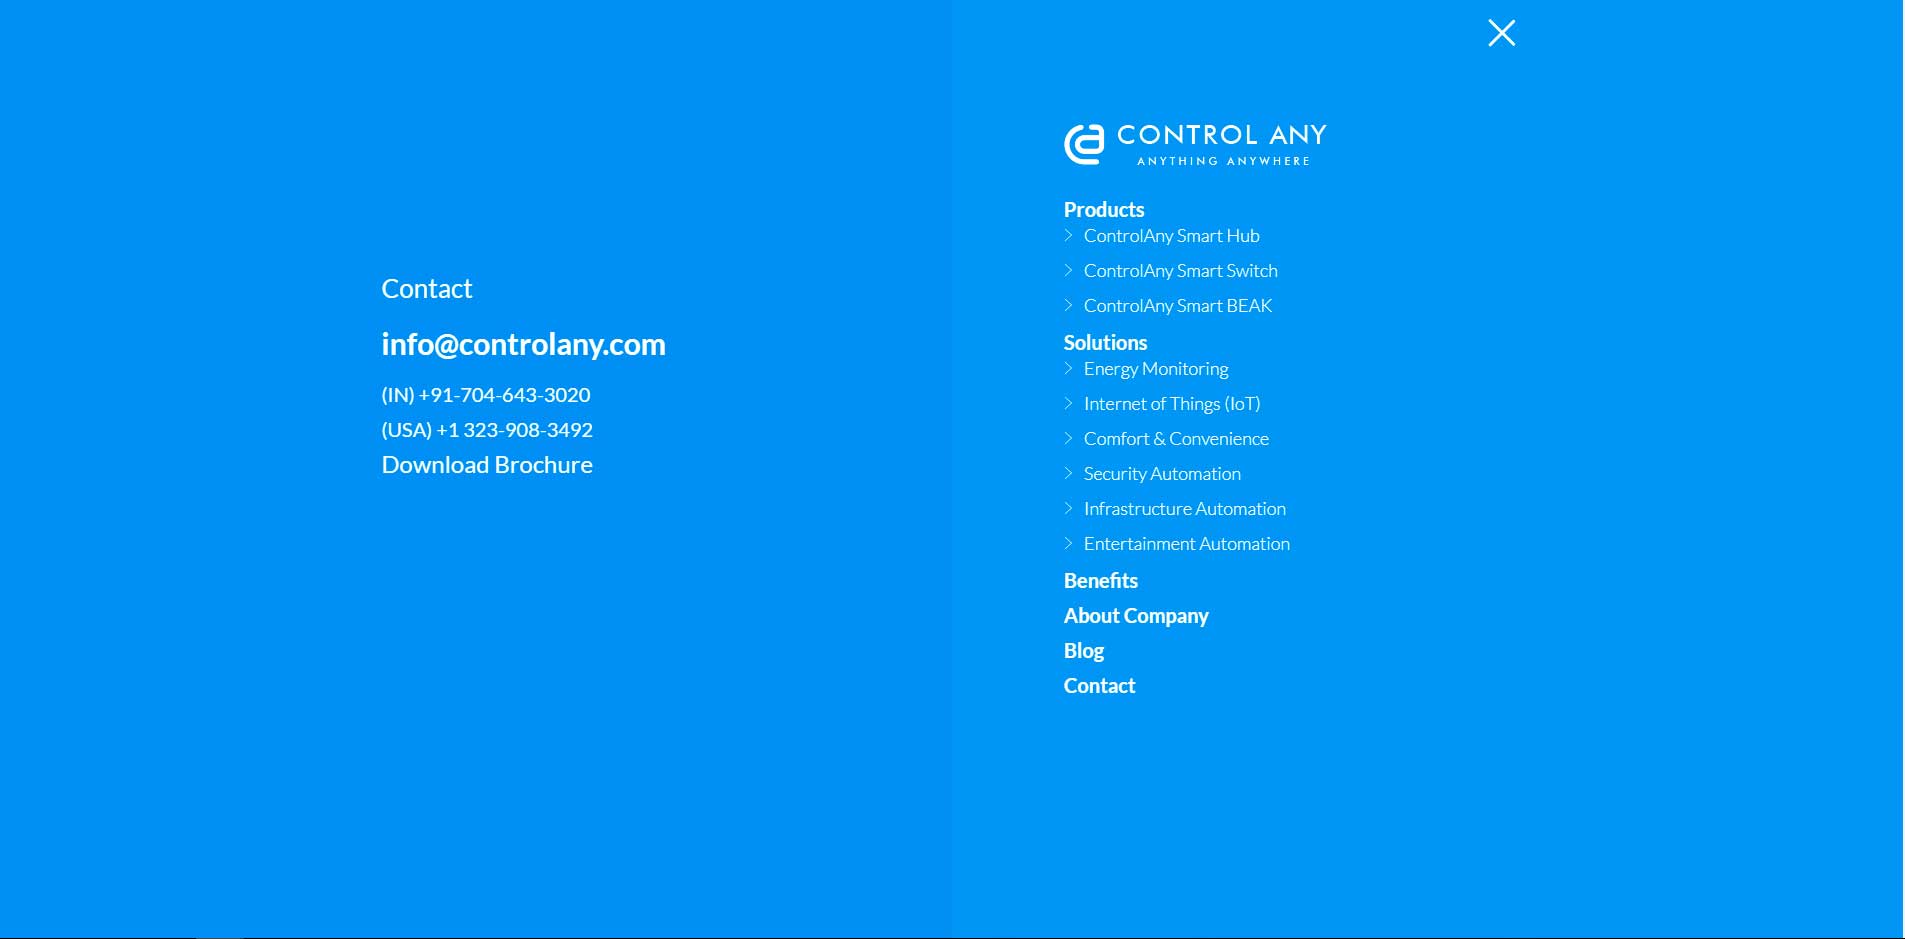 Contact
info@controlany.com
(IN) +91-704-643-3020
(USA) +1 323-908-3492
Download Brochure
CONTROL ANY
ANYTHING ANYWHERE
Products
ControlAny Smart Hub
ControlAny Smart Switch
ControlAny Smart BEAK
Solutions
Energy Monitoring
Internet of Things (IoT)
Comfort & Convenience
Security Automation
Infrastructure Automation
Entertainment Automation
Benefits
About Company
Blog
Contact